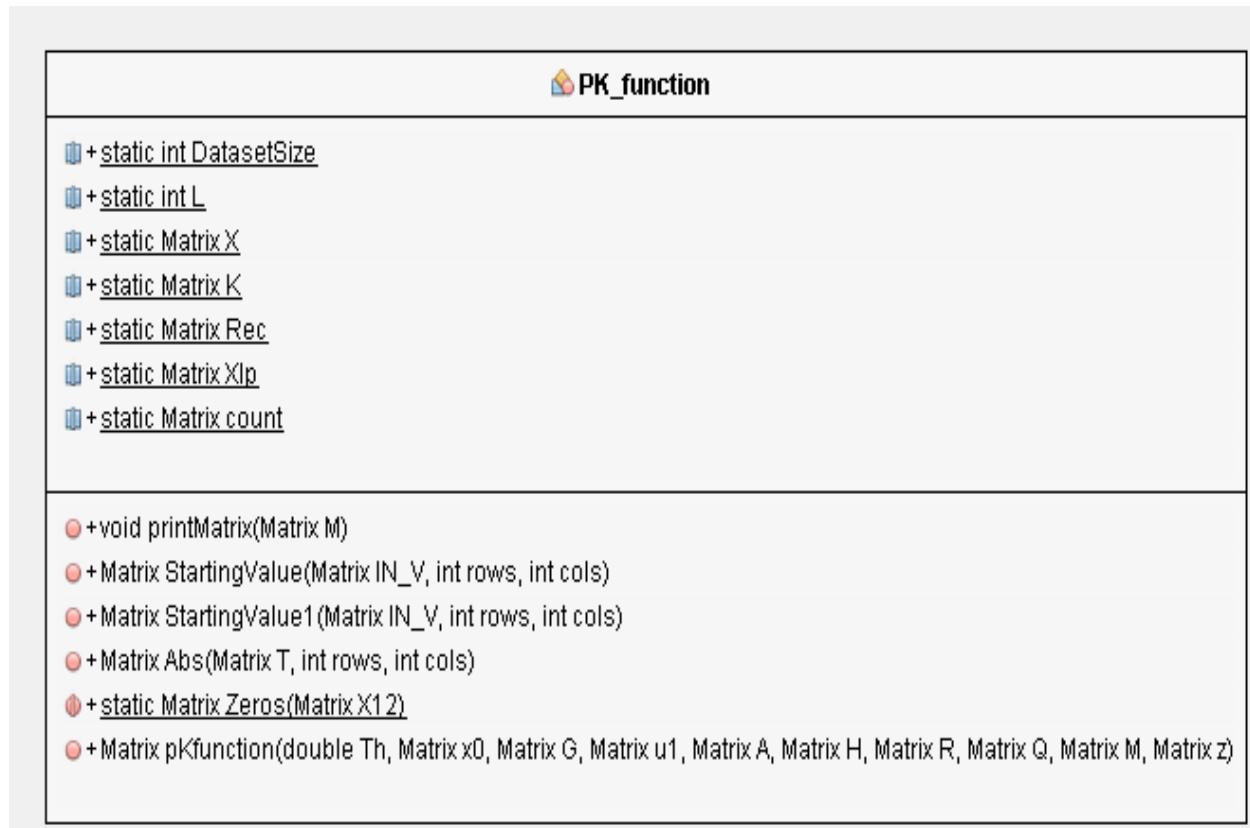 PK_function
+static int DatasetSize
+static int L
+static Matrix X
+static Matrix K
+static Matrix Rec
+static Matrix Xlp
+static Matrix count
+void printMatrix(Matrix M)
+Matrix StartingValue(Matrix IN_V, int rows, int cols)
+Matrix StartingValue1(Matrix IN_V, int rows, int cols)
+Matrix Abs(Matrix T, int rows, int cols)
+static Matrix Zeros(Matrix X12)
+Matrix pKfunction(double Th, Matrix x0, Matrix G, Matrix u1, Matrix A, Matrix H, Matrix R, Matrix Q, Matrix M, Matrix z)